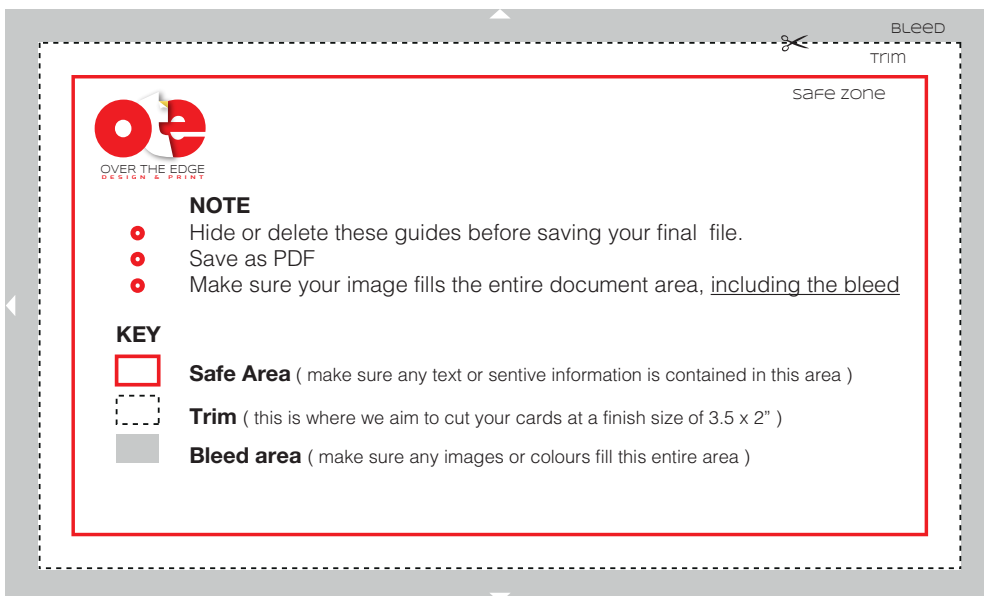 BLeeD
Trim
safe zone
ote
OVER THE EDGE
DESIGN & PRINT
NOTE
Hide or delete these guides before saving your final  file.
Save as PDF
Make sure your image fills the entire document area, including the bleed
KEY
Safe Area ( make sure any text or sentive information is contained in this area )
Trim ( this is where we aim to cut your cards at a finish size of 3.5 x 2” )
Bleed area ( make sure any images or colours fill this entire area )